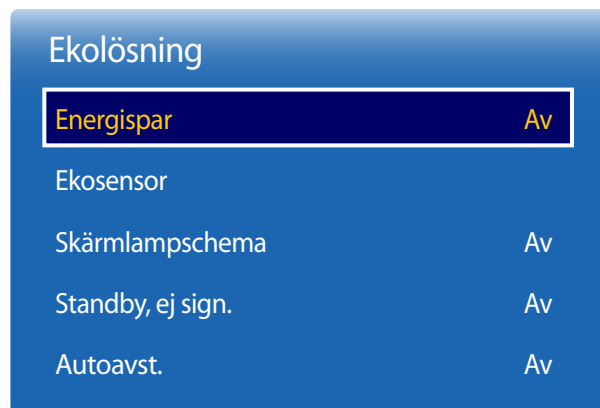 Ekolösning
Energispar Av
Ekosensor
Skärmlampschema Av
Standby, ej sign. Av
Autoavst. Av